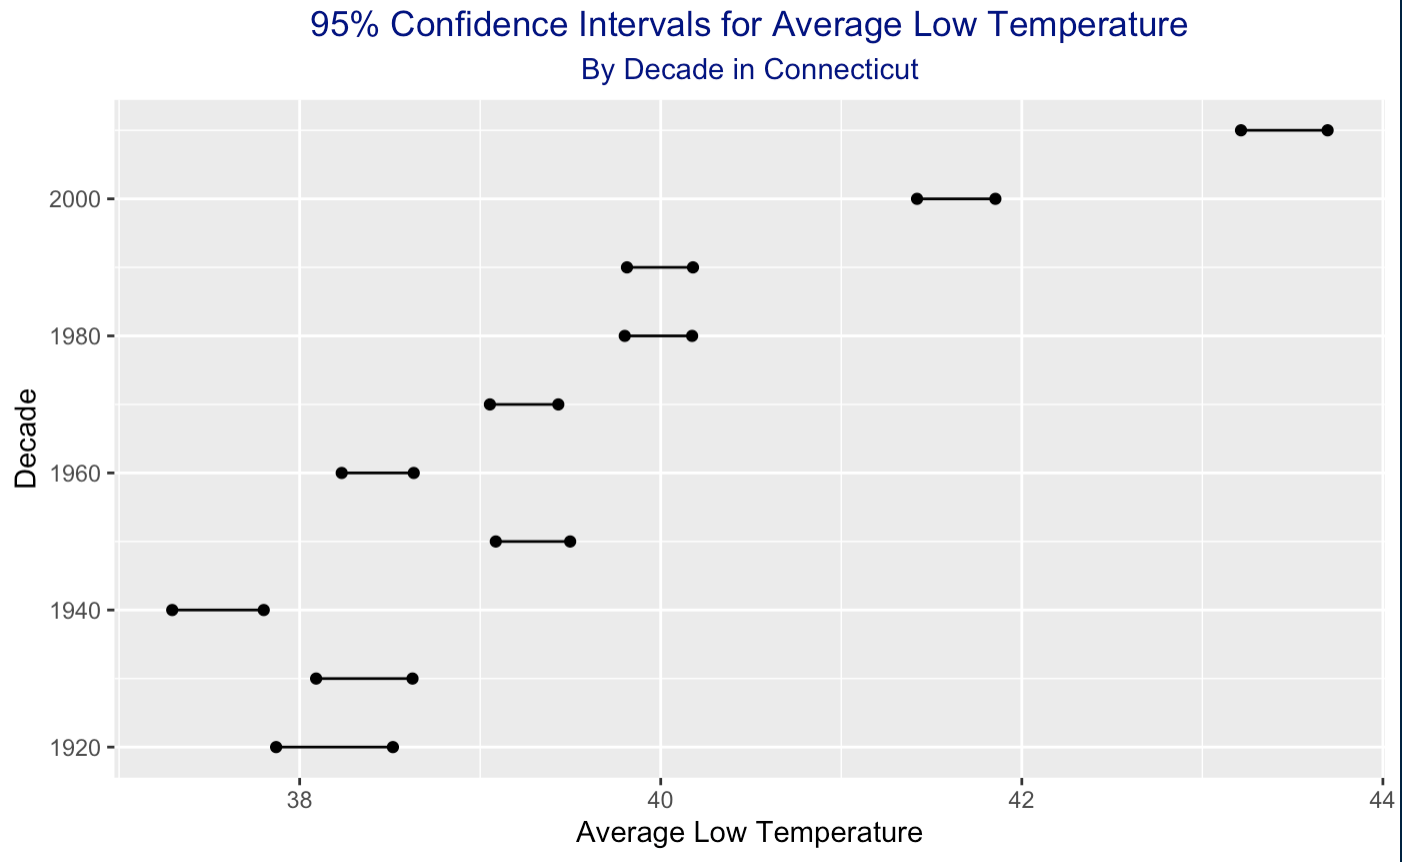 95% Confidence Intervals for Average Low Temperature
By Decade in Connecticut
2000
1980
1960
1940
1920
Decade
38 40 42 44
Average Low Temperature